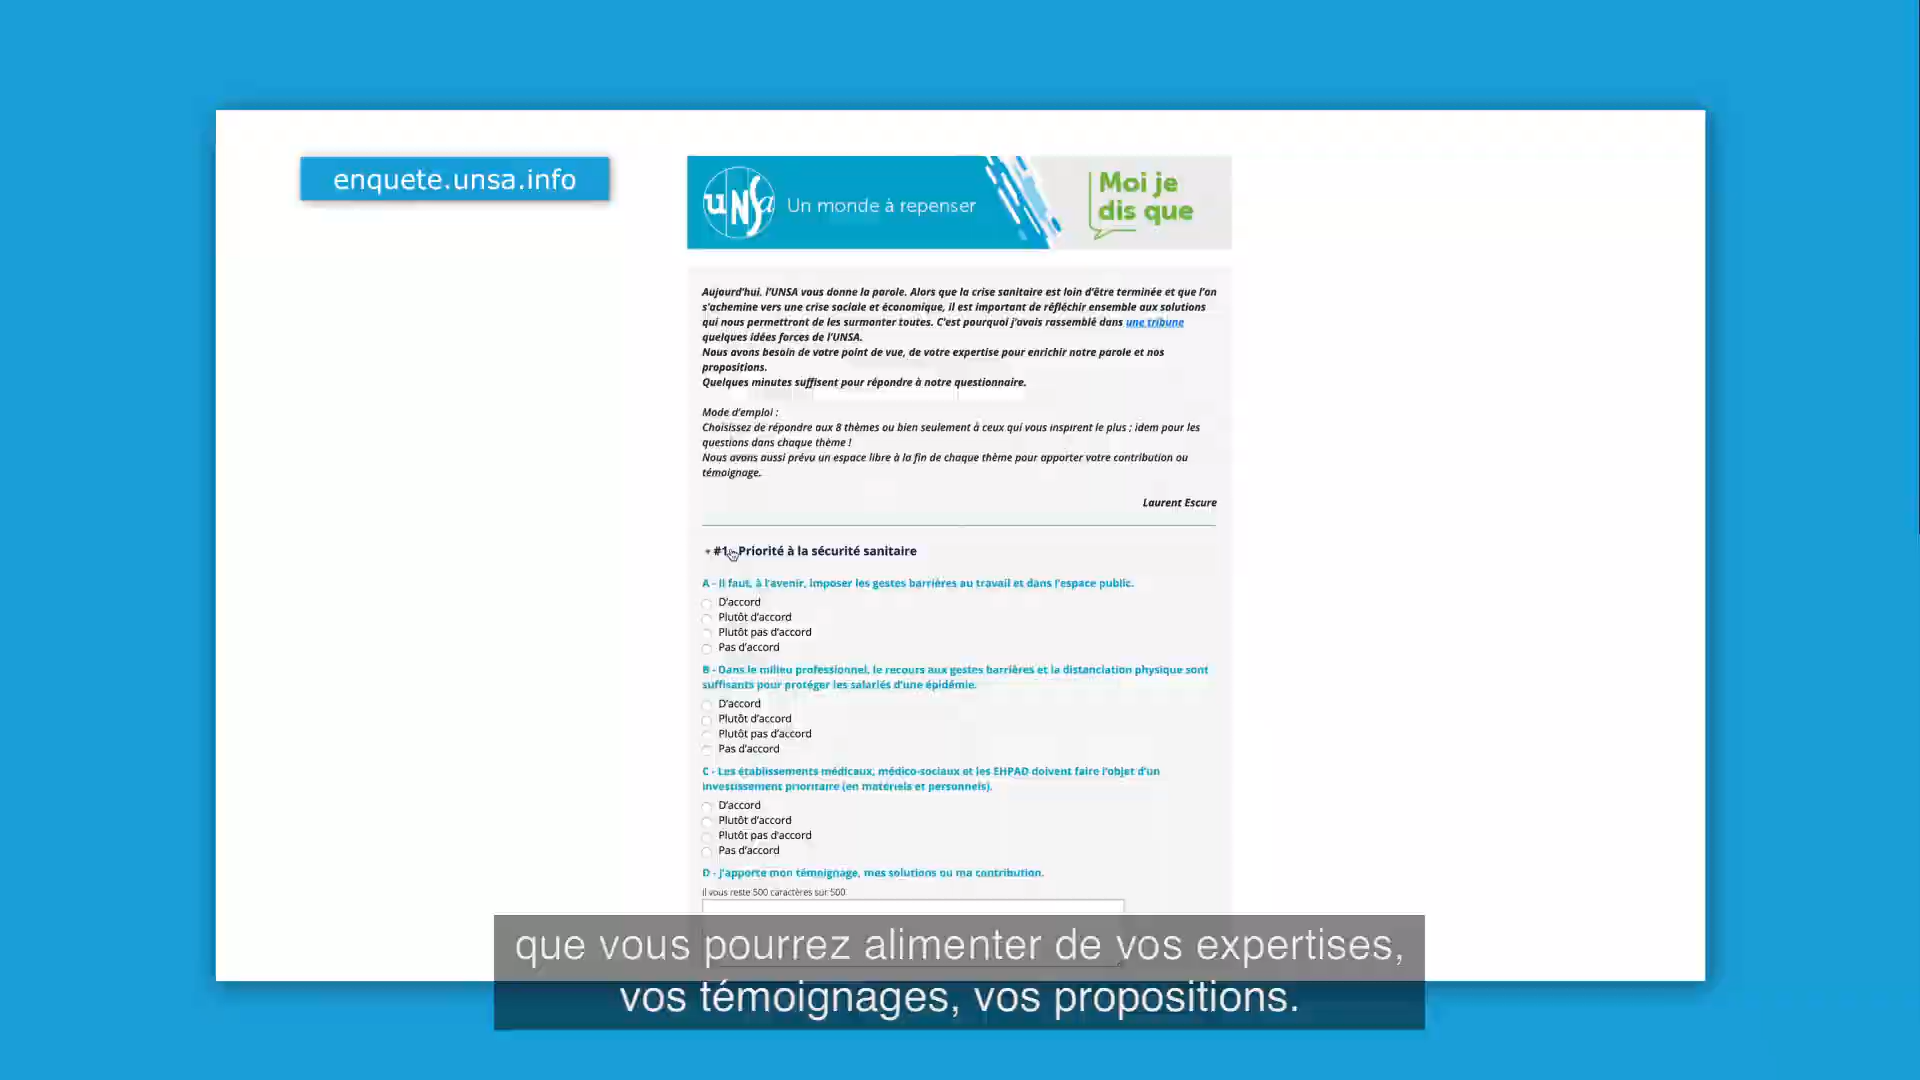 enquete.unsa.info
UNSa Un monde à repenser
Moi je
dis que
Aujourd'hui, l'UNSA vous donne la parole. Alors que la crise sanitaire est loin d'être terminée et que l'on
s'achemine vers une crise sociale et économique, il est important de réfléchir ensemble aux solutions
qui nous permettront de les surmonter toutes. C'est pourquoi j'avais rassemblé dans une tribune
quelques idées forces de l'UNSA.
Nous avons besoin de votre point de vue, de votre expertise pour enrichir notre parole et nos
propositions.
Quelques minutes suffisent pour répondre à notre questionnaire.
Mode d'emploi :
Choisissez de répondre aux 8 thèmes ou bien seulement à ceux qui vous inspirent le plus ; idem pour les
questions dans chaque thème !
Nous avons aussi prévu un espace libre à la fin de chaque thème pour apporter votre contribution ou
témoignage.
Laurent Escure
#1 Priorité à la sécurité sanitaire
A - Il faut, à l'avenir, imposer les gestes barrières au travail et dans l'espace public.
D'accord
Plutôt d'accord
Plutôt pas d'accord
Pas d'accord
B - Dans le milieu professionnel, le recours aux gestes barrières et la distanciation physique sont
suffisants pour protéger les salariés d'une épidémie.
D'accord
Plutôt d'accord
Plutôt pas d'accord
Pas d'accord
C - Les établissements médicaux, médico-sociaux et les EHPAD doivent faire l'objet d'un
investissement prioritaire (en matériels et personnels).
D'accord
Plutôt d'accord
Plutôt pas d'accord
Pas d'accord
D - J'apporte mon témoignage, mes solutions ou ma contribution.
Il vous reste 500 caractères sur 500
que vous pourrez alimenter de vos expertises,
vos témoignages, vos propositions.